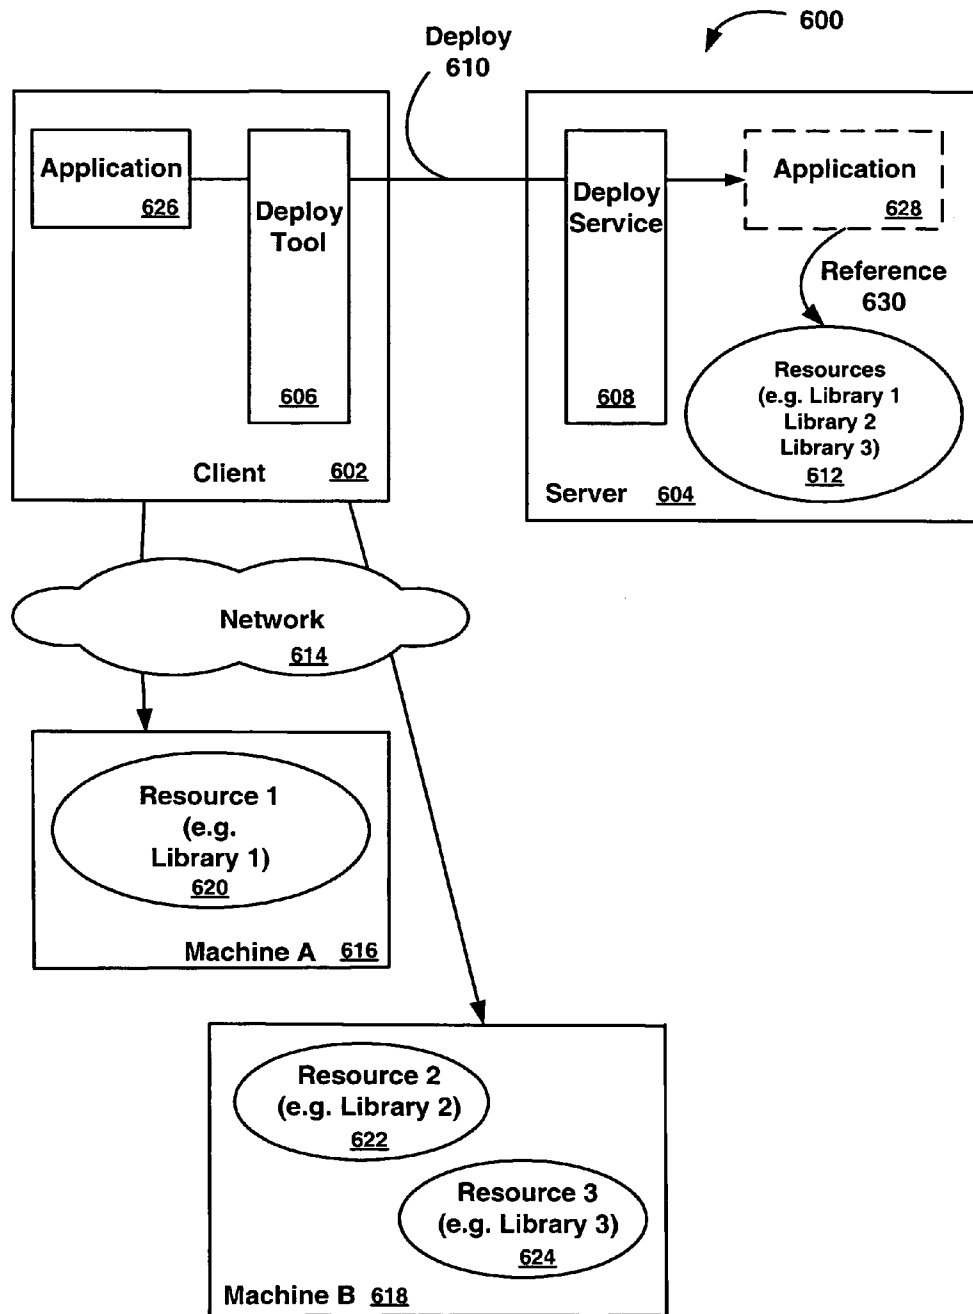 600
Deploy
610
Application
626
Deploy
Tool
606
Client 602
Deploy
Service
608
Application
628
Reference
630
Resources
(e.g. Library 1
Library 2
Library 3)
612
Server 604
Network
614
Resource 1
(e.g.
Library 1)
620
Machine A 616
Resource 2
(e.g. Library 2)
622
Resource 3
(e.g. Library 3)
624
Machine B 618